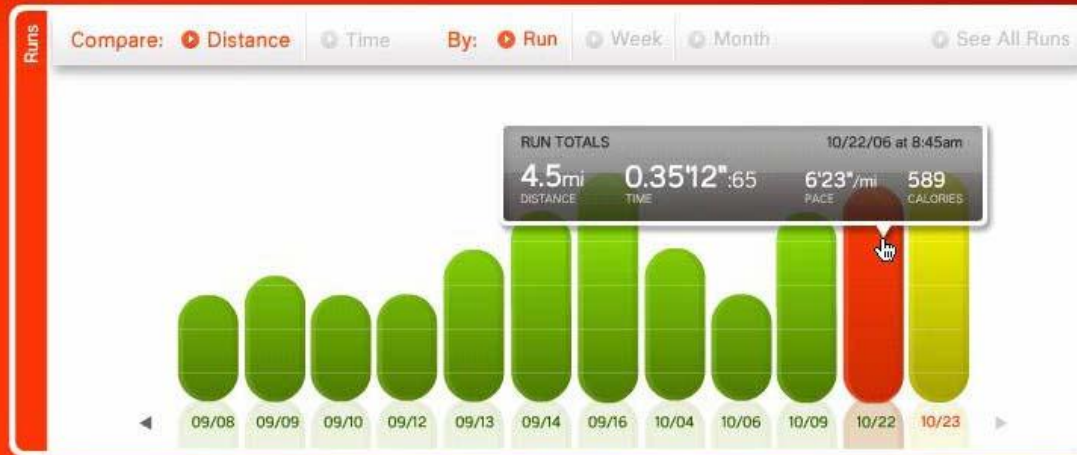 Runs
Compare: Distance Time By: Run Week Month See All Runs
RUN TOTALS 10/22/06 at 8:45am
4.5mi 0.35'12":65 6'23"/mi 589
DISTANCE TIME PACE CALORIES
09/08 09/09 09/10 09/12 09/13 09/14 09/16 10/04 10/06 10/09 10/22 10/23